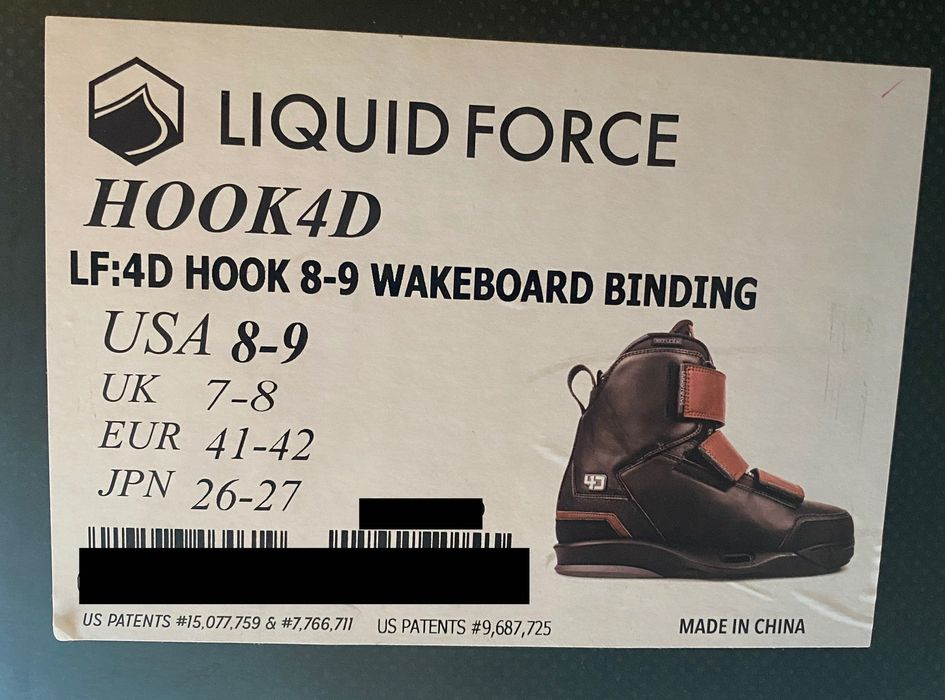 LIQUID FORCE
HOOK4D
LF:4D HOOK 8-9 WAKEBOARD BINDING
USA 8-9
UK 7-8
EUR 41-42
JPN 26-27
4D
US PATENTS #15,077,759 & #7,766,711 US PATENTS #9,687,725
MADE IN CHINA